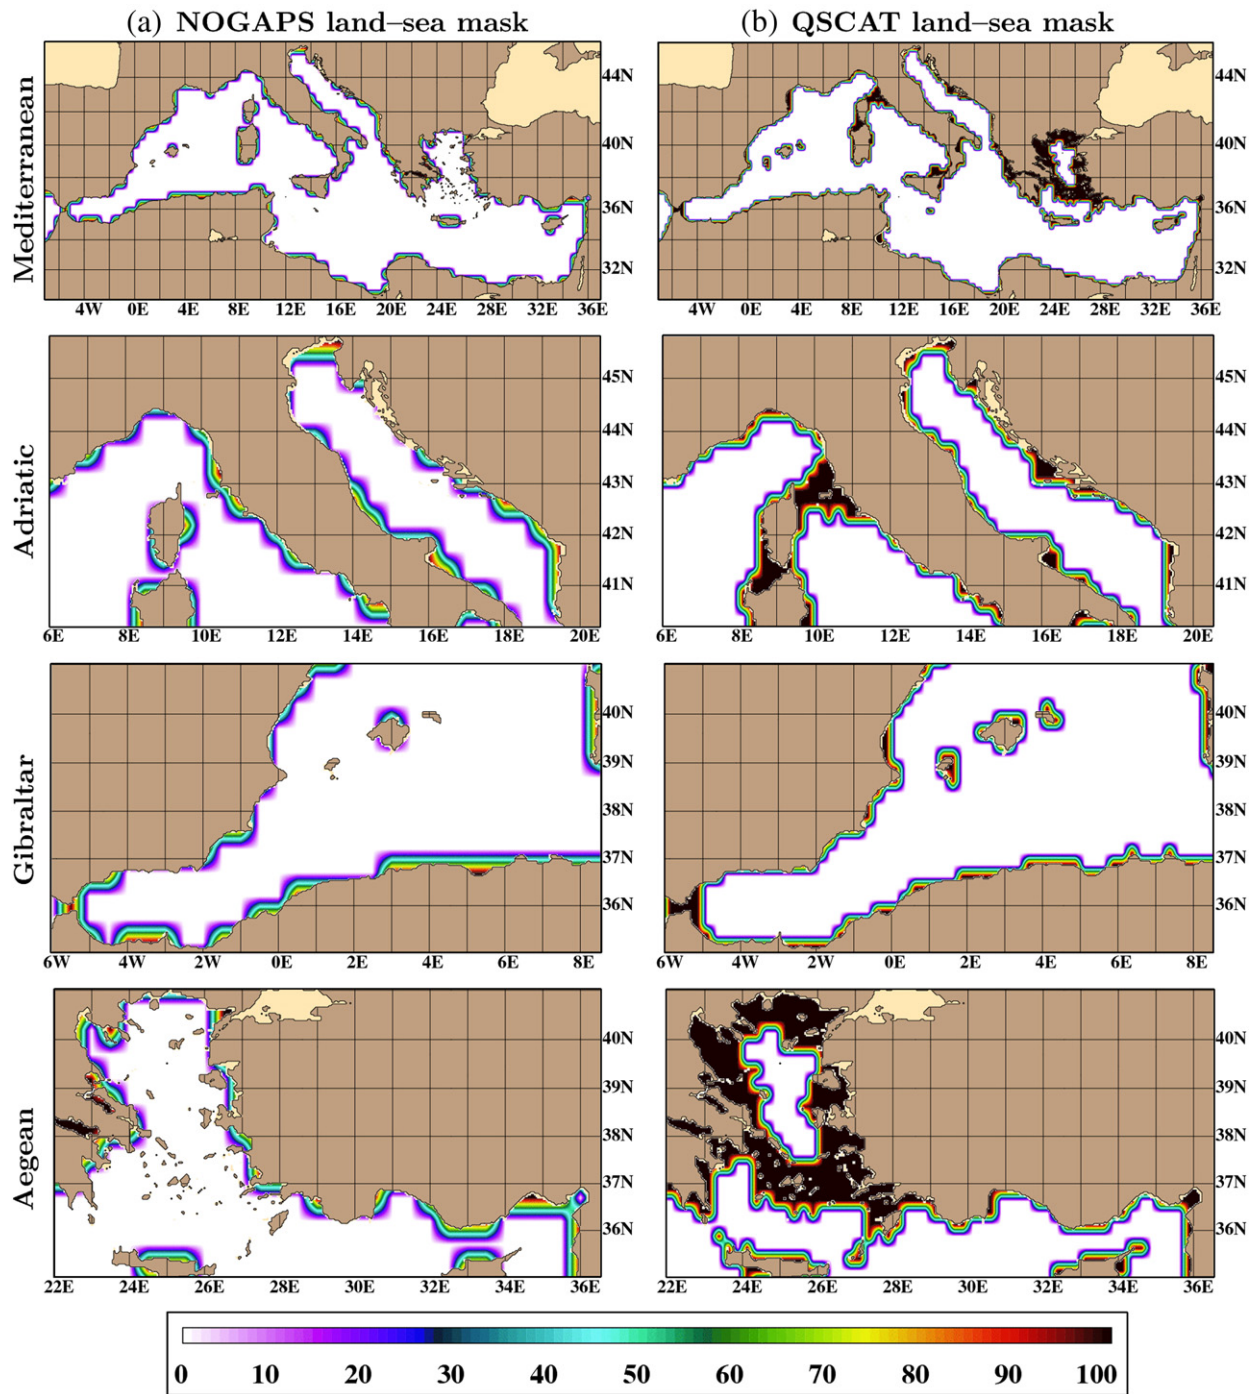 (a) NOGAPS land–sea mask (b) QSCAT land–sea mask
Mediterranean
44N 44N
40N 40N
36N 36N
32N 32N
4W 0E 4E 8E 12E 16E 20E 24E 28E 32E 36E 4W 0E 4E 8E 12E 16E 20E 24E 28E 32E 36E
Adriatic
45N 45N
44N 44N
43N 43N
42N 42N
41N 41N
6E 8E 10E 12E 14E 16E 18E 20E 6E 8E 10E 12E 14E 16E 18E 20E
Gibraltar
40N 40N
39N 39N
38N 38N
37N 37N
36N 36N
6W 4W 2W 0E 2E 4E 6E 8E 6W 4W 2W 0E 2E 4E 6E 8E
Aegean
40N 40N
39N 39N
38N 38N
37N 37N
36N 36N
22E 24E 26E 28E 30E 32E 34E 36E 22E 24E 26E 28E 30E 32E 34E 36E
0 10 20 30 40 50 60 70 80 90 100